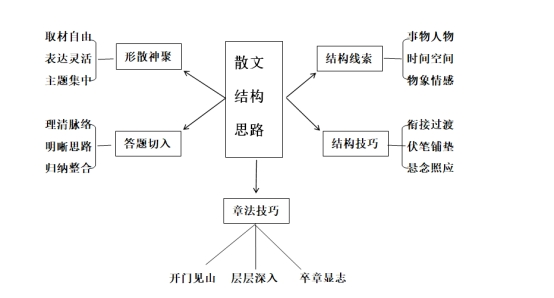 取材自由
表达灵活
主题集中
形散神聚
散文
结构
思路
结构线索
事物人物
时间空间
物象情感
理清脉络
明晰思路
归纳整合
答题切入
结构技巧
衔接过渡
伏笔铺垫
悬念照应
章法技巧
开门见山
层层深入
卒章显志